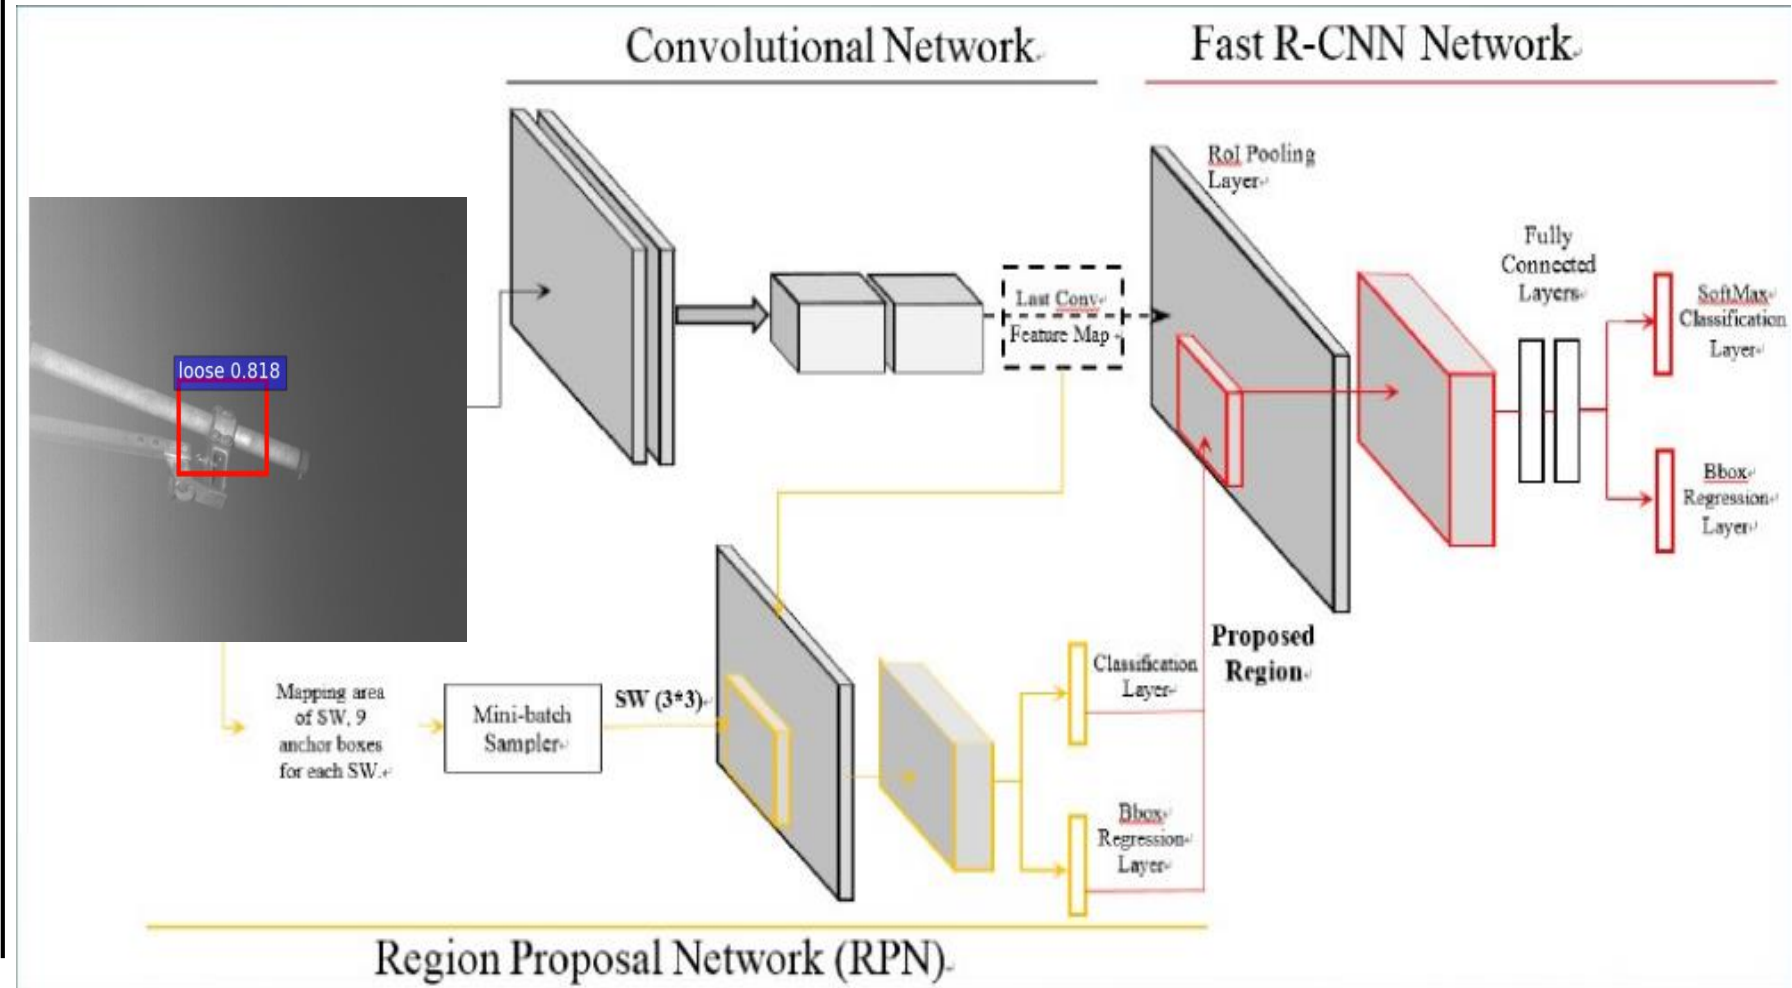 Convolutional Network
Fast R-CNN Network
RoI Pooling
Layer
loose 0.818
Last Conv
Feature Map
Fully
Connected
Layers
SoftMax
Classification
Layer
Bbox
Regression
Layer
Proposed
Region
Mapping area
of SW, 9
anchor boxes
for each SW.
Mini-batch
Sampler
SW (3*3)
Classification
Layer
Bbox
Regression
Layer
Region Proposal Network (RPN)